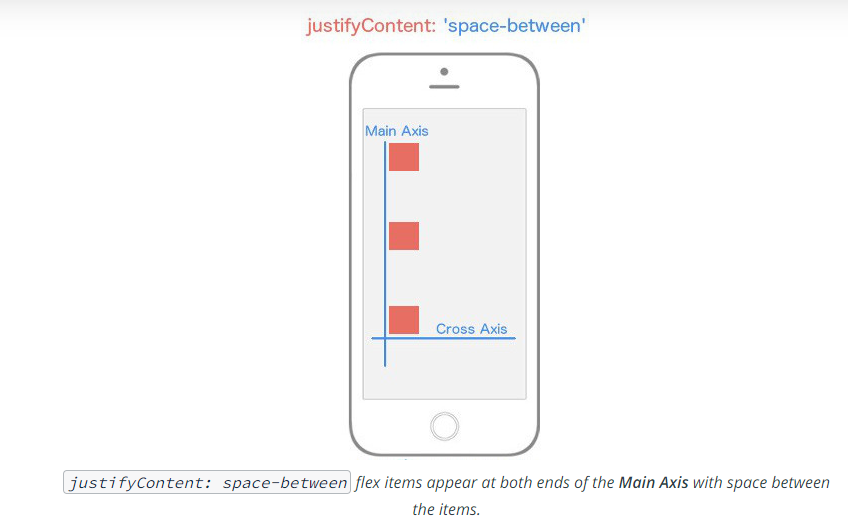 justifyContent: 'space-between'
Main Axis
Cross Axis
justifyContent: space-between flex items appear at both ends of the Main Axis with space between
the items.